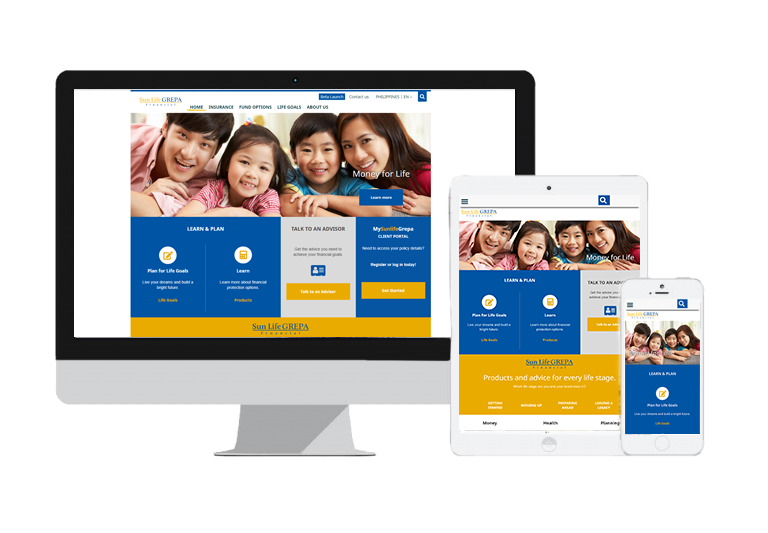 Sun Life GREPA
Financial
Beta Launch
Contact us
PHILIPPINES | EN
HOME
INSURANCE
FUND OPTIONS
LIFE GOALS
ABOUT US
Money for Life
Learn more
LEARN & PLAN
Plan for Life Goals
Live your dreams and build a
bright future
Life Goals
Learn
Learn more about financial
protection options.
Products
TALK TO AN ADVISOR
Get the advice you need to
achieve your financial goals
Talk to an Advisor
MySunlifeGrepa
CLIENT PORTAL
Need to access your policy details?
Register or log in today!
Get Started
Sun Life GREPA
Financial
Sun Life GREPA
Financial
Money for Life
LEARN & PLAN
Plan for Life Goals
Live your dreams and build a
bright future
Life Goals
Learn
Learn more about financial
protection options.
Products
TALK TO AN ADV
Get the advice you
achieve your financi
Talk to an Adv
Sun Life GREPA
Financial
Products and advice for every life stage.
What life stage are you and your loved ones in?
GETTING
STARTED
MOVING UP
PREPARING
AHEAD
LEAVING A
LEGACY
Money
Health
Planning
Sun Life GREPA
Financial
Money for Life
LEARN & PLAN
Plan for Life Goals
Live your dreams and build a bright future.
Life Goals